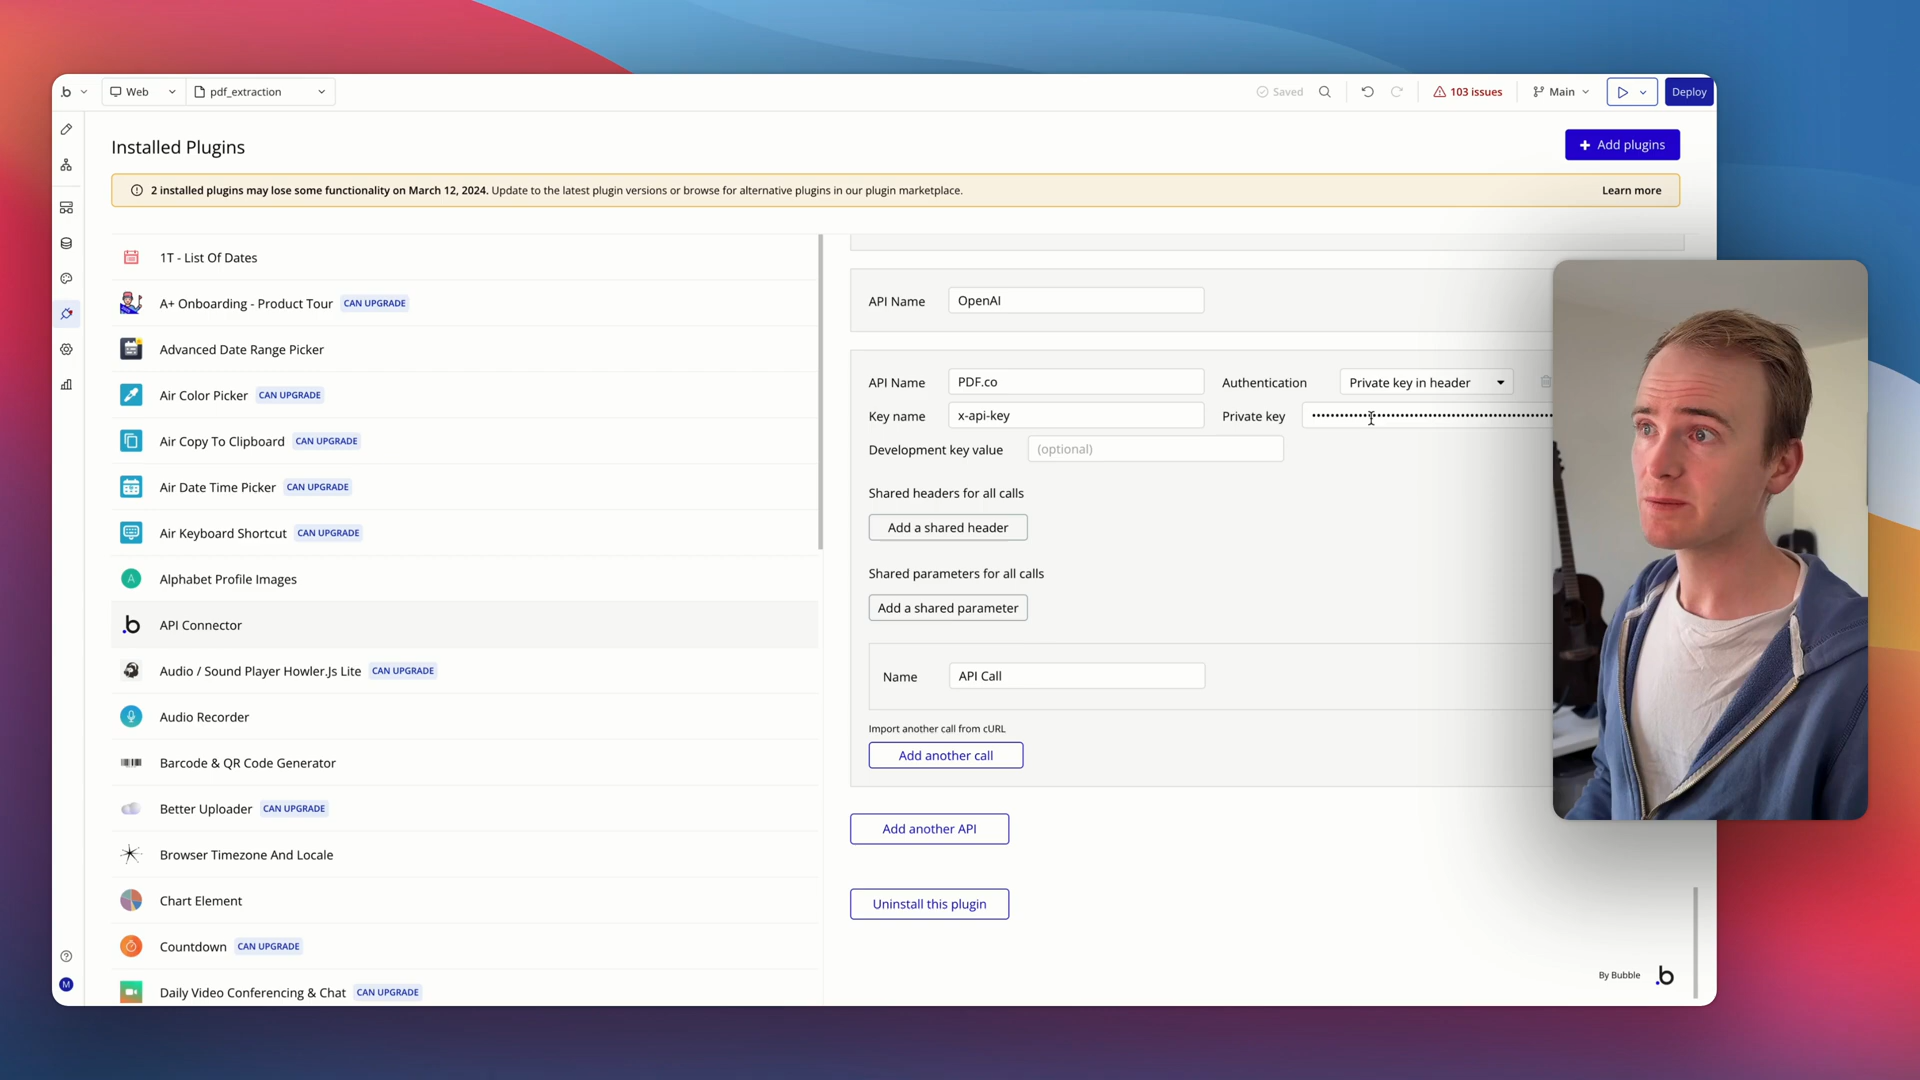 Web
pdf_extraction
Saved
103 issues
Main
Deploy
Installed Plugins
+ Add plugins
2 installed plugins may lose some functionality on March 12, 2024. Update to the latest plugin versions or browse for alternative plugins in our plugin marketplace.
Learn more
1T - List Of Dates
A+ Onboarding - Product Tour CAN UPGRADE
Advanced Date Range Picker
Air Color Picker CAN UPGRADE
Air Copy To Clipboard CAN UPGRADE
Air Date Time Picker CAN UPGRADE
Air Keyboard Shortcut CAN UPGRADE
A Alphabet Profile Images
b API Connector
Audio / Sound Player Howler.Js Lite CAN UPGRADE
Audio Recorder
Barcode & QR Code Generator
Better Uploader CAN UPGRADE
Browser Timezone And Locale
Chart Element
Countdown CAN UPGRADE
Daily Video Conferencing & Chat CAN UPGRADE
M
API Name OpenAI
API Name PDF.co Authentication Private key in header
Key name x-api-key Private key
Development key value (optional)
Shared headers for all calls
Add a shared header
Shared parameters for all calls
Add a shared parameter
Name API Call
Import another call from cURL
Add another call
Add another API
Uninstall this plugin
By Bubble .b